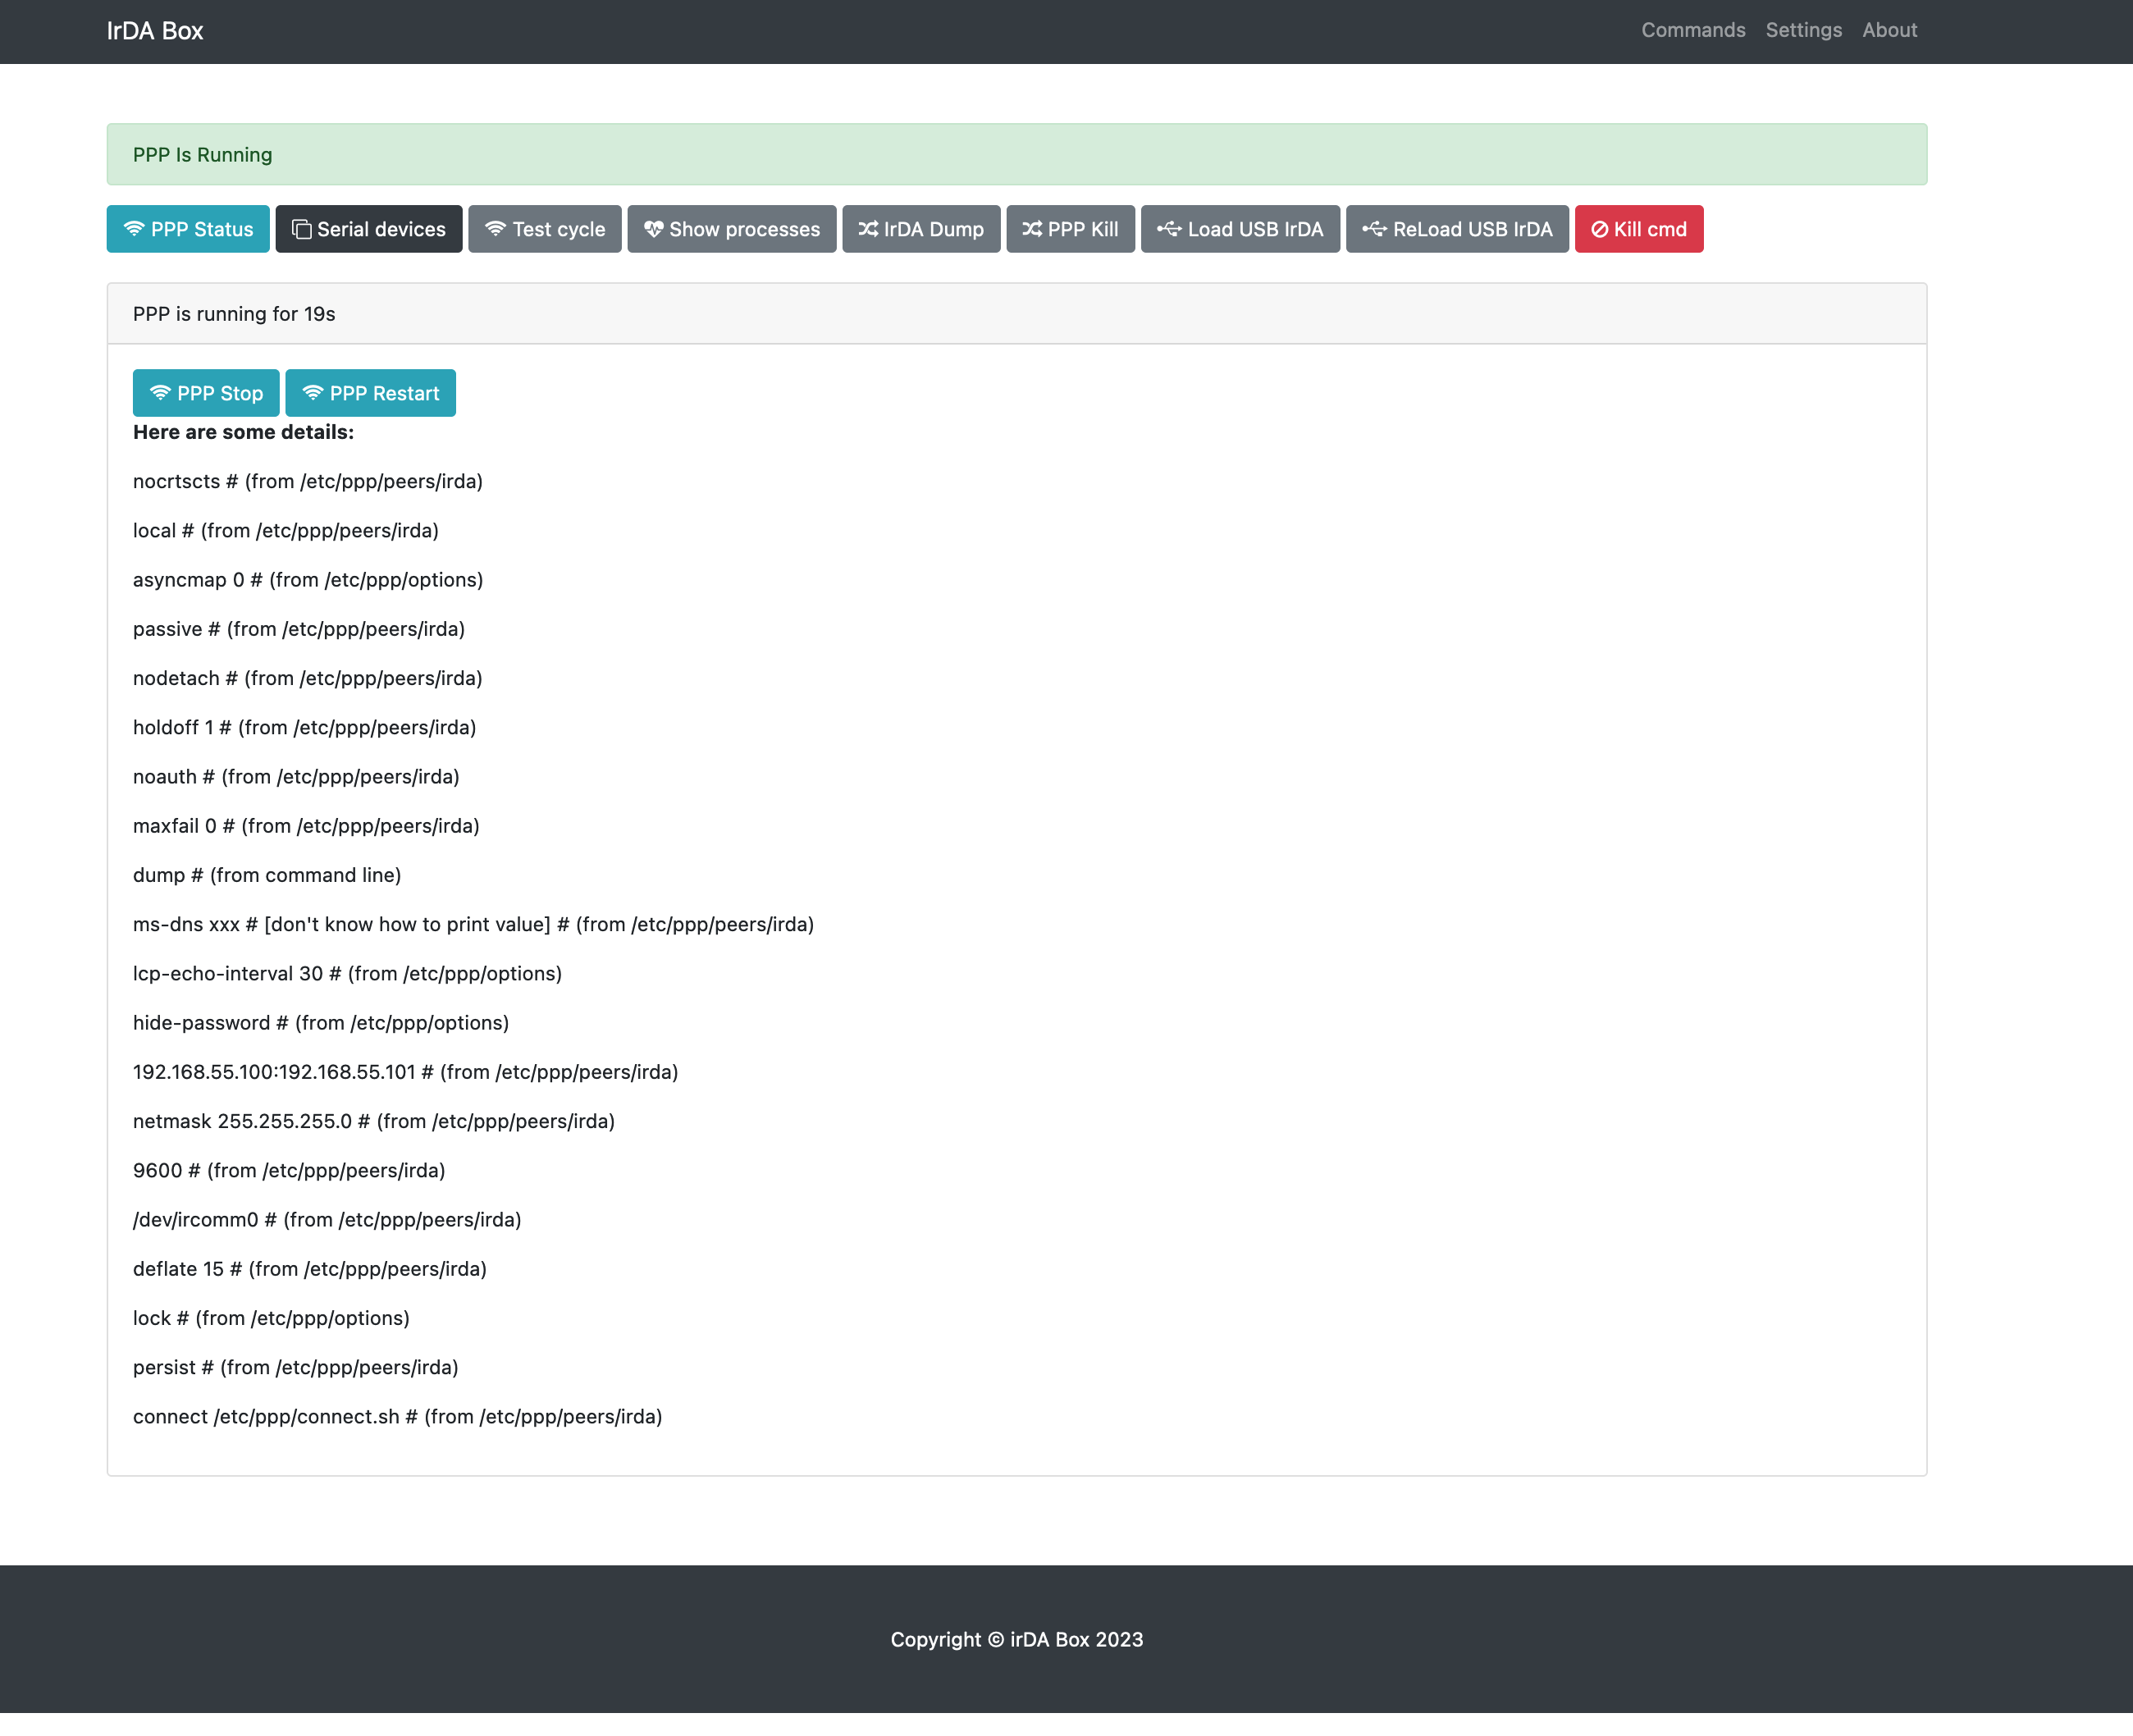 IrDA Box Commands Settings About
PPP Is Running
PPP Status Serial devices Test cycle Show processes IrDA Dump PPP Kill Load USB IrDA ReLoad USB IrDA Kill cmd
PPP is running for 19s
PPP Stop PPP Restart
Here are some details:
nocrtscts # (from /etc/ppp/peers/irda)
local # (from /etc/ppp/peers/irda)
asyncmap 0 # (from /etc/ppp/options)
passive # (from /etc/ppp/peers/irda)
nodetach # (from /etc/ppp/peers/irda)
holdoff 1 # (from /etc/ppp/peers/irda)
noauth # (from /etc/ppp/peers/irda)
maxfail 0 # (from /etc/ppp/peers/irda)
dump # (from command line)
ms-dns xxx # [don't know how to print value] # (from /etc/ppp/peers/irda)
lcp-echo-interval 30 # (from /etc/ppp/options)
hide-password # (from /etc/ppp/options)
192.168.55.100:192.168.55.101 # (from /etc/ppp/peers/irda)
netmask 255.255.255.0 # (from /etc/ppp/peers/irda)
9600 # (from /etc/ppp/peers/irda)
/dev/ircomm0 # (from /etc/ppp/peers/irda)
deflate 15 # (from /etc/ppp/peers/irda)
lock # (from /etc/ppp/options)
persist # (from /etc/ppp/peers/irda)
connect /etc/ppp/connect.sh # (from /etc/ppp/peers/irda)
Copyright © irDA Box 2023